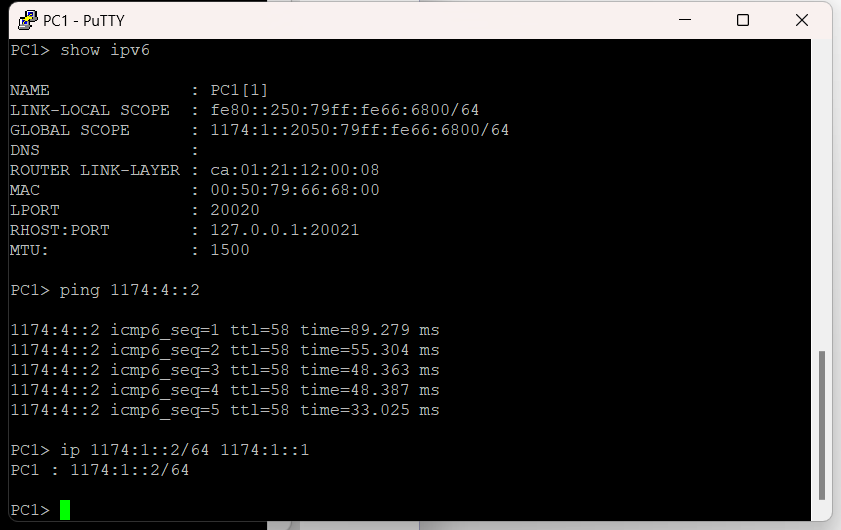 PC1 - PuTTY
PC1> show ipv6
NAME : PC1[1]
LINK-LOCAL SCOPE : fe80::250:79ff:fe66:6800/64
GLOBAL SCOPE : 1174:1::2050:79ff:fe66:6800/64
DNS :
ROUTER LINK-LAYER : ca:01:21:12:00:08
MAC : 00:50:79:66:68:00
LPORT : 20020
RHOST:PORT : 127.0.0.1:20021
MTU: : 1500
PC1> ping 1174:4::2
1174:4::2 icmp6_seq=1 ttl=58 time=89.279 ms
1174:4::2 icmp6_seq=2 ttl=58 time=55.304 ms
1174:4::2 icmp6_seq=3 ttl=58 time=48.363 ms
1174:4::2 icmp6_seq=4 ttl=58 time=48.387 ms
1174:4::2 icmp6_seq=5 ttl=58 time=33.025 ms
PC1> ip 1174:1::2/64 1174:1::1
PC1 : 1174:1::2/64
PC1>